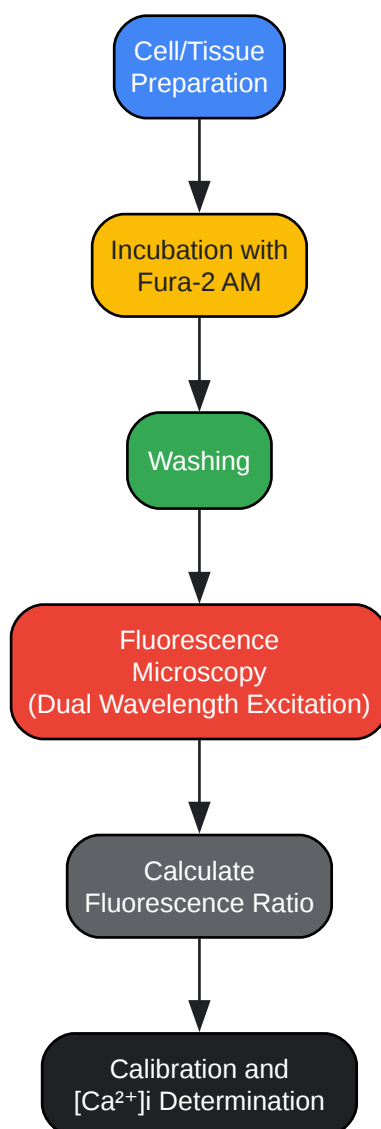 Cell/Tissue
Preparation
Incubation with
Fura-2 AM
Washing
Fluorescence
Microscopy
(Dual Wavelength Excitation)
Calculate
Fluorescence Ratio
Calibration and
[Ca²⁺]i Determination